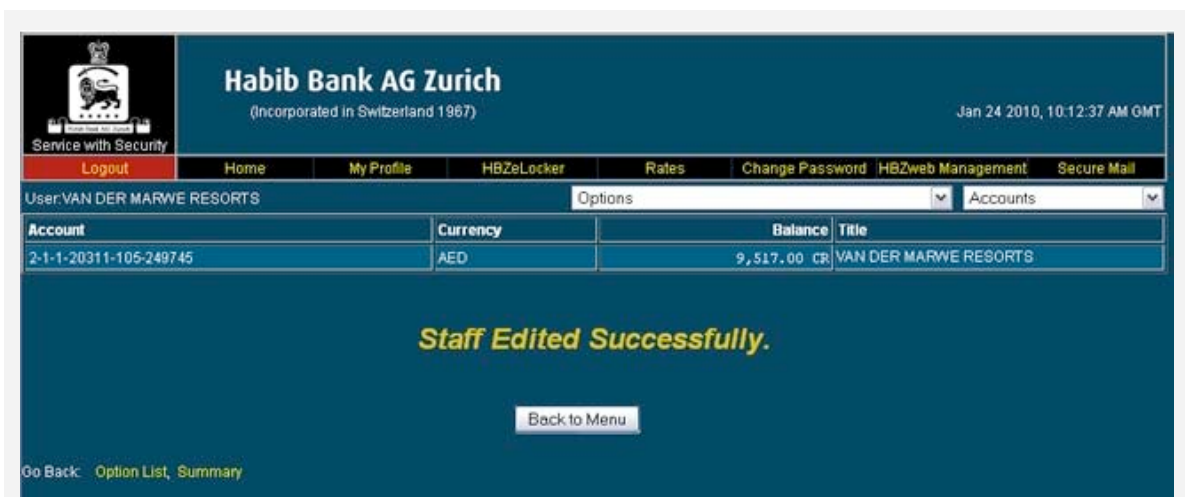 Habib Bank AG Zurich
(Incorporated in Switzerland 1967)
Jan 24 2010, 10:12:37 AM GMT
Service with Security
Logout Home My Profile HBZeLocker Rates Change Password HBZweb Management Secure Mail
User:VAN DER MARWE RESORTS Options Accounts
Account Currency Balance Title
2-1-1-20311-105-249745 AED 9,517.00 CR VAN DER MARWE RESORTS
Staff Edited Successfully.
Back to Menu
Go Back: Option List, Summary